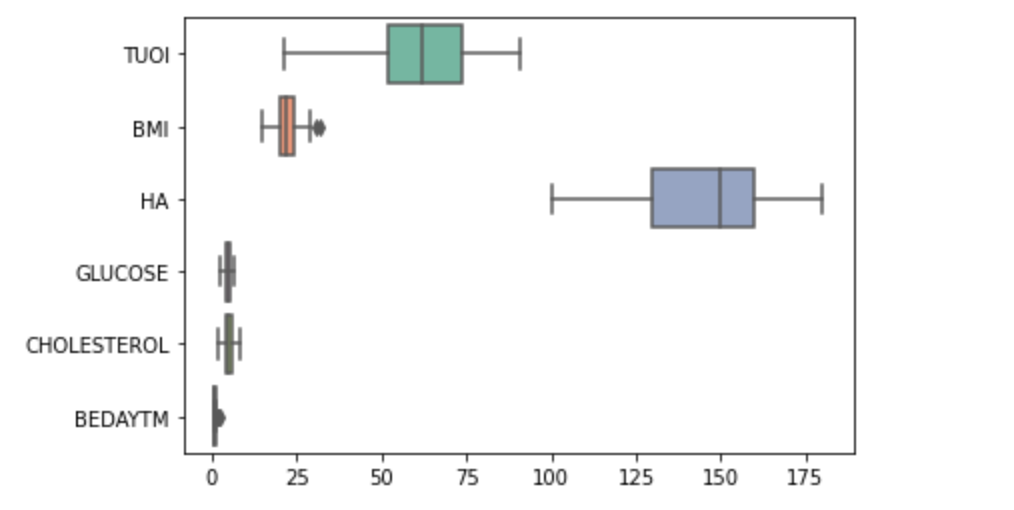 TUOI
BMI
HA
GLUCOSE
CHOLESTEROL
BEDAYTM
0 25 50 75 100 125 150 175